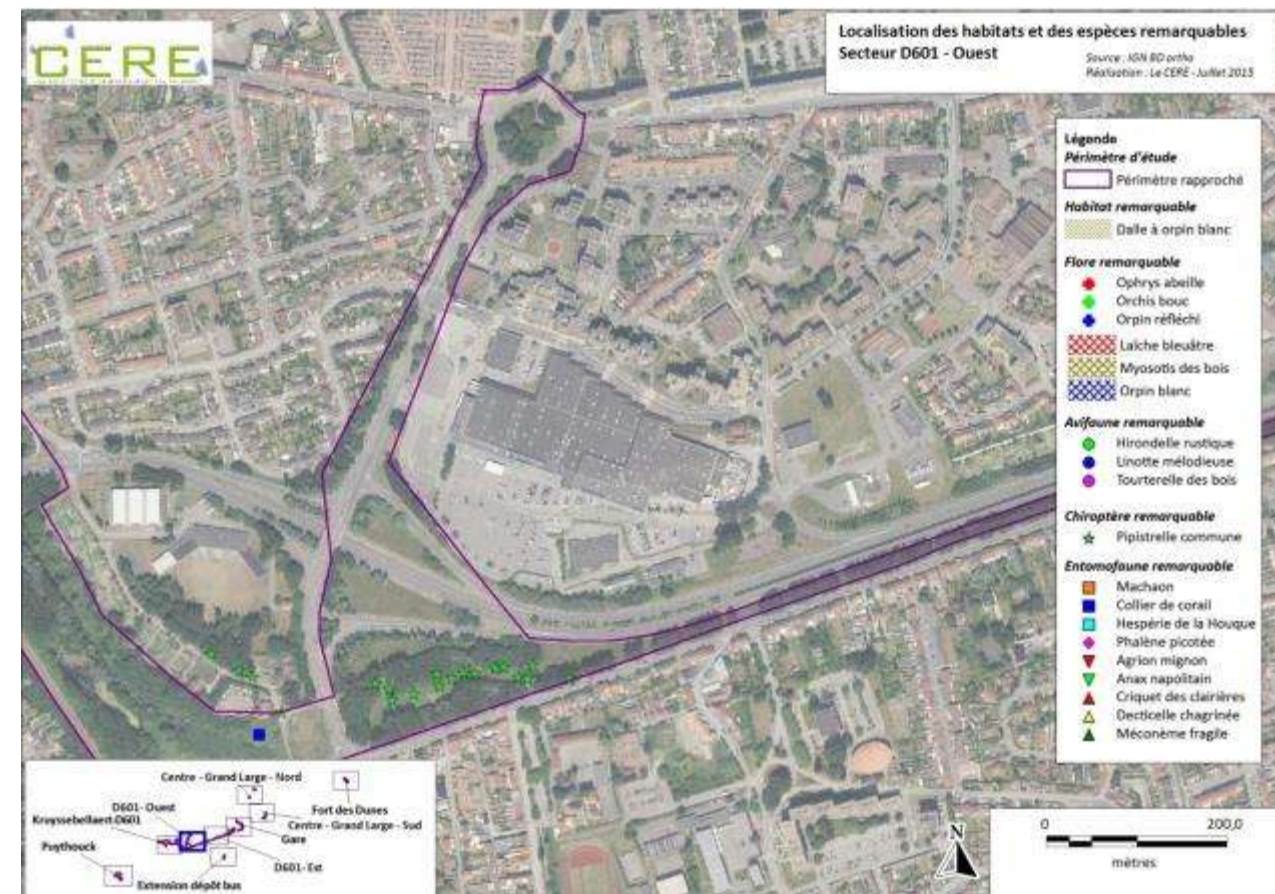 CERE
Localisation des habitats et des espèces remarquables
Secteur D601 - Ouest
Source : IGN BD ortho
Réalisation : Le CERE - Juillet 2015
Légende
Périmètre d'étude
Périmètre rapproché
Habitat remarquable
Dalle à orpin blanc
Flore remarquable
Ophrys abeille
Orchis bouc
Orpin réfléchi
Laîche bleuâtre
Myosotis des bois
Orpin blanc
Avifaune remarquable
Hirondelle rustique
Linotte mélodieuse
Tourterelle des bois
Chiroptère remarquable
Pipistrelle commune
Entomofaune remarquable
Machaon
Collier de corail
Hespérie de la Houque
Phalène picotée
Agrion mignon
Anax napolitain
Criquet des clairières
Decticelle chagrinée
Méconème fragile
Centre - Grand Large - Nord
Fort des Dunes
D601- Ouest
Centre - Grand Large - Sud
Kruyssebellaert D601
Gare
Puythouck
D601- Est
Extension dépôt bus
N
0 200,0
mètres